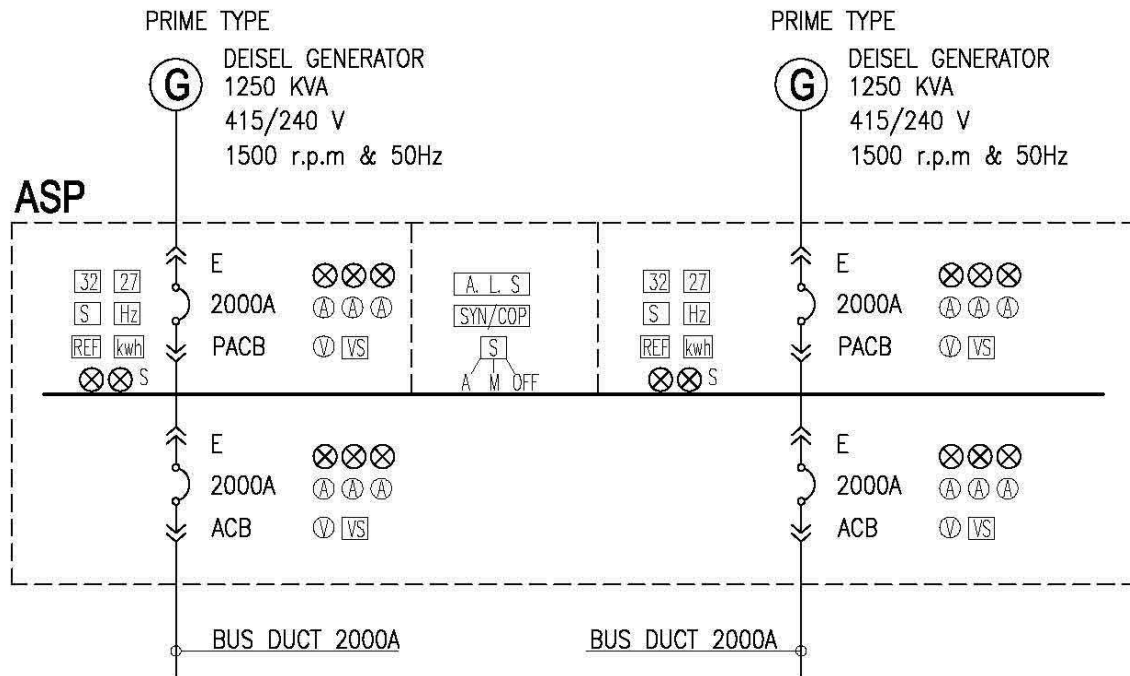 PRIME TYPE
G
DEISEL GENERATOR
1250 KVA
415/240 V
1500 r.p.m & 50Hz
PRIME TYPE
G
DEISEL GENERATOR
1250 KVA
415/240 V
1500 r.p.m & 50Hz
ASP
32 27
S Hz
REF kwh
S
E
2000A
PACB
A A A
V VS
A. L. S
SYN/COP
S
A M OFF
32 27
S Hz
REF kwh
S
E
2000A
PACB
A A A
V VS
E
2000A
ACB
A A A
V VS
E
2000A
ACB
A A A
V VS
BUS DUCT 2000A
BUS DUCT 2000A